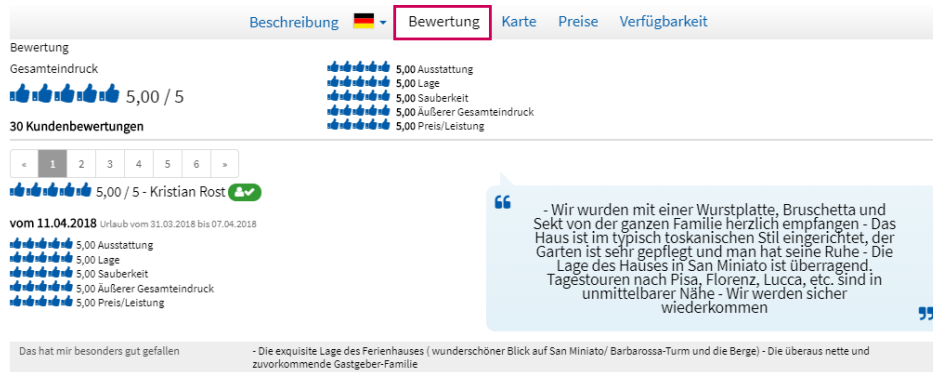 Beschreibung Bewertung Karte Preise Verfügbarkeit
Bewertung
Gesamteindruck
5,00 / 5
30 Kundenbewertungen
5,00 Ausstattung
5,00 Lage
5,00 Sauberkeit
5,00 Äußerer Gesamteindruck
5,00 Preis/Leistung
« 1 2 3 4 5 6 »
5,00 / 5 - Kristian Rost
vom 11.04.2018 Urlaub vom 31.03.2018 bis 07.04.2018
5,00 Ausstattung
5,00 Lage
5,00 Sauberkeit
5,00 Äußerer Gesamteindruck
5,00 Preis/Leistung
- Wir wurden mit einer Wurstplatte, Bruschetta und
Sekt von der ganzen Familie herzlich empfangen - Das
Haus ist im typisch toskanischen Stil eingerichtet, der
Garten ist sehr gepflegt und man hat seine Ruhe - Die
Lage des Hauses in San Miniato ist überragend.
Tagestouren nach Pisa, Florenz, Lucca, etc. sind in
unmittelbarer Nähe - Wir werden sicher
wiederkommen
Das hat mir besonders gut gefallen
- Die exquisite Lage des Ferienhauses ( wunderschöner Blick auf San Miniato/ Barbarossa-Turm und die Berge) - Die überaus nette und
zuvorkommende Gastgeber-Familie